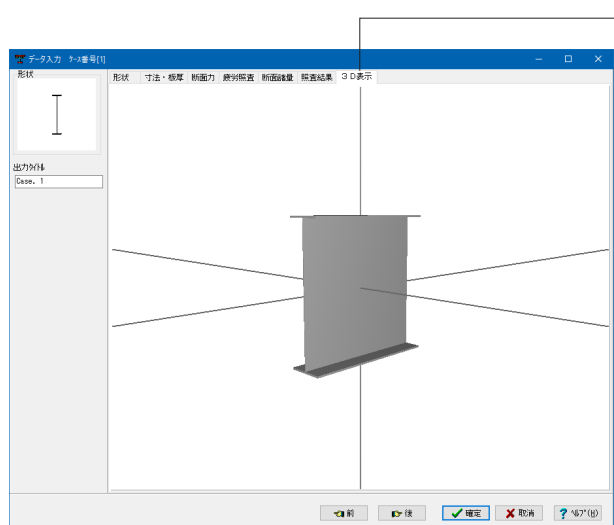 データ入力 ケース番号[1]
形状
形状 寸法・板厚 断面力 疲労照査 断面諸量 照査結果 3D表示
出力タイトル
Case. 1
前 後 確定 取消 ヘルプ(H)